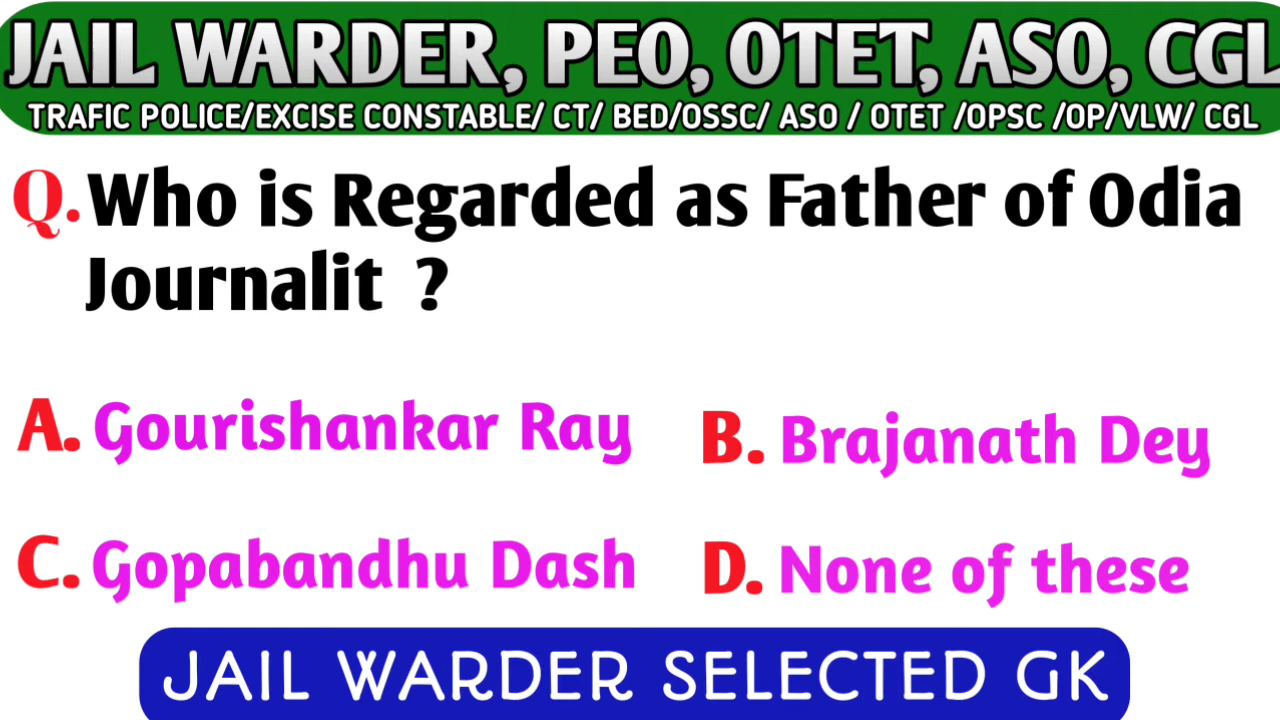 JAIL WARDER, PEO, OTET, ASO, CGL
TRAFIC POLICE/EXCISE CONSTABLE/ CT/ BED/OSSC/ ASO / OTET /OPSC /OP/VLW/ CGL
Q. Who is Regarded as Father of Odia
Journalit ?
A. Gourishankar Ray
B. Brajanath Dey
C. Gopabandhu Dash
D. None of these
JAIL WARDER SELECTED GK